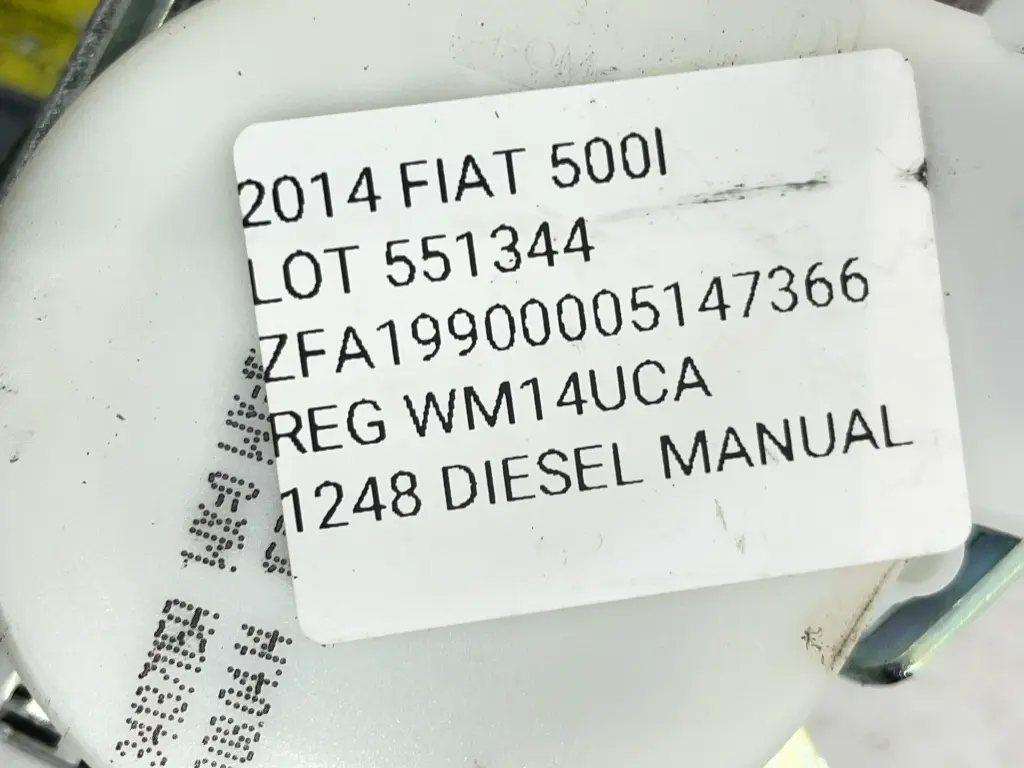 2014 FIAT 500l
LOT 551344
ZFA19900005147366
REG WM14UCA
1248 DIESEL MANUAL